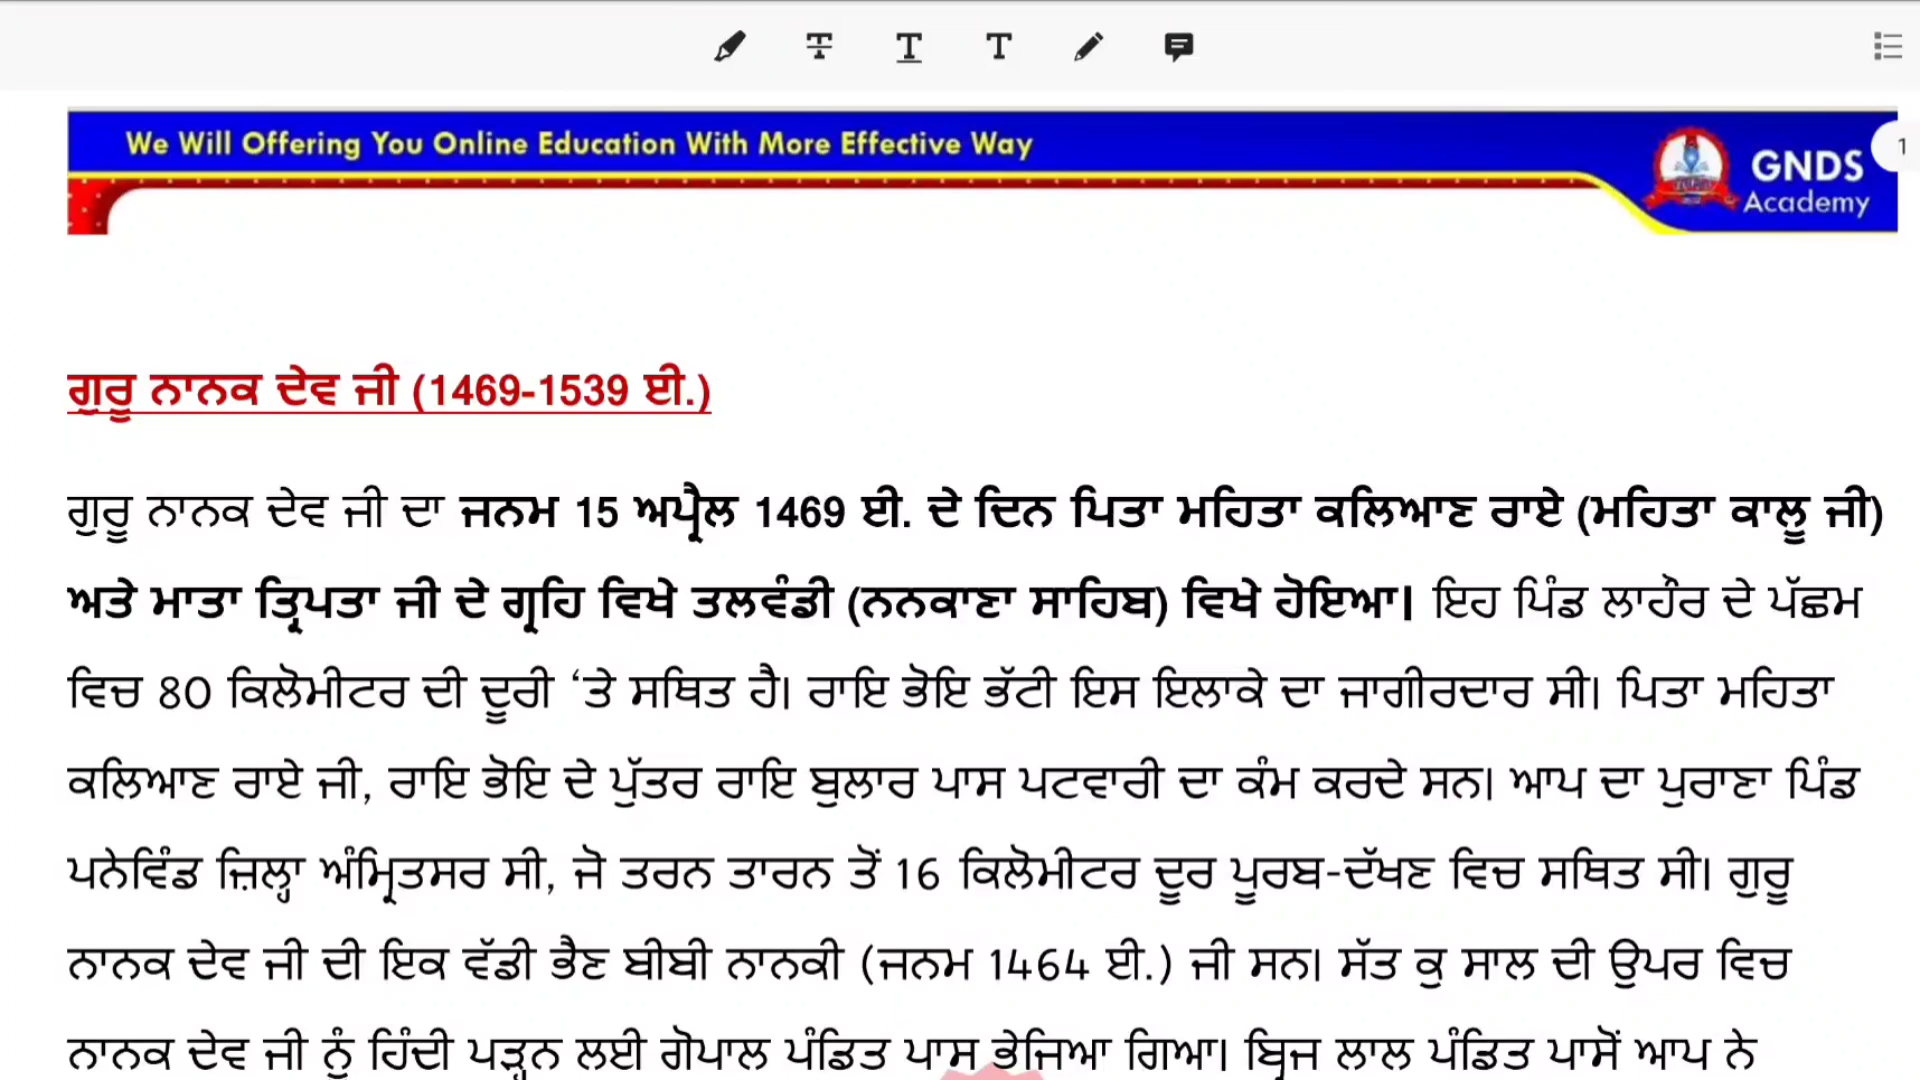 We Will Offering You Online Education With More Effective Way
GNDS
Academy
1
ਗੁਰੂ ਨਾਨਕ ਦੇਵ ਜੀ (1469-1539 ਈ.)
ਗੁਰੂ ਨਾਨਕ ਦੇਵ ਜੀ ਦਾ ਜਨਮ 15 ਅਪ੍ਰੈਲ 1469 ਈ. ਦੇ ਦਿਨ ਪਿਤਾ ਮਹਿਤਾ ਕਲਿਆਣ ਰਾਏ (ਮਹਿਤਾ ਕਾਲੂ ਜੀ)
ਅਤੇ ਮਾਤਾ ਤ੍ਰਿਪਤਾ ਜੀ ਦੇ ਗ੍ਰਹਿ ਵਿਖੇ ਤਲਵੰਡੀ (ਨਨਕਾਣਾ ਸਾਹਿਬ) ਵਿਖੇ ਹੋਇਆ। ਇਹ ਪਿੰਡ ਲਾਹੌਰ ਦੇ ਪੱਛਮ
ਵਿਚ 80 ਕਿਲੋਮੀਟਰ ਦੀ ਦੂਰੀ ‘ਤੇ ਸਥਿਤ ਹੈ। ਰਾਇ ਭੋਇ ਭੱਟੀ ਇਸ ਇਲਾਕੇ ਦਾ ਜਾਗੀਰਦਾਰ ਸੀ। ਪਿਤਾ ਮਹਿਤਾ
ਕਲਿਆਣ ਰਾਏ ਜੀ, ਰਾਇ ਭੋਇ ਦੇ ਪੁੱਤਰ ਰਾਇ ਬੁਲਾਰ ਪਾਸ ਪਟਵਾਰੀ ਦਾ ਕੰਮ ਕਰਦੇ ਸਨ। ਆਪ ਦਾ ਪੁਰਾਣਾ ਪਿੰਡ
ਪਨੇਵਿੰਡ ਜ਼ਿਲ੍ਹਾ ਅੰਮ੍ਰਿਤਸਰ ਸੀ, ਜੋ ਤਰਨ ਤਾਰਨ ਤੋਂ 16 ਕਿਲੋਮੀਟਰ ਦੂਰ ਪੂਰਬ-ਦੱਖਣ ਵਿਚ ਸਥਿਤ ਸੀ। ਗੁਰੂ
ਨਾਨਕ ਦੇਵ ਜੀ ਦੀ ਇਕ ਵੱਡੀ ਭੈਣ ਬੀਬੀ ਨਾਨਕੀ (ਜਨਮ 1464 ਈ.) ਜੀ ਸਨ। ਸੱਤ ਕੁ ਸਾਲ ਦੀ ਉਪਰ ਵਿਚ
ਨਾਨਕ ਦੇਵ ਜੀ ਨੂੰ ਹਿੰਦੀ ਪੜ੍ਹਨ ਲਈ ਗੋਪਾਲ ਪੰਡਿਤ ਪਾਸ ਭੇਜਿਆ ਗਿਆ। ਬ੍ਰਿਜ ਲਾਲ ਪੰਡਿਤ ਪਾਸੋਂ ਆਪ ਨੇ